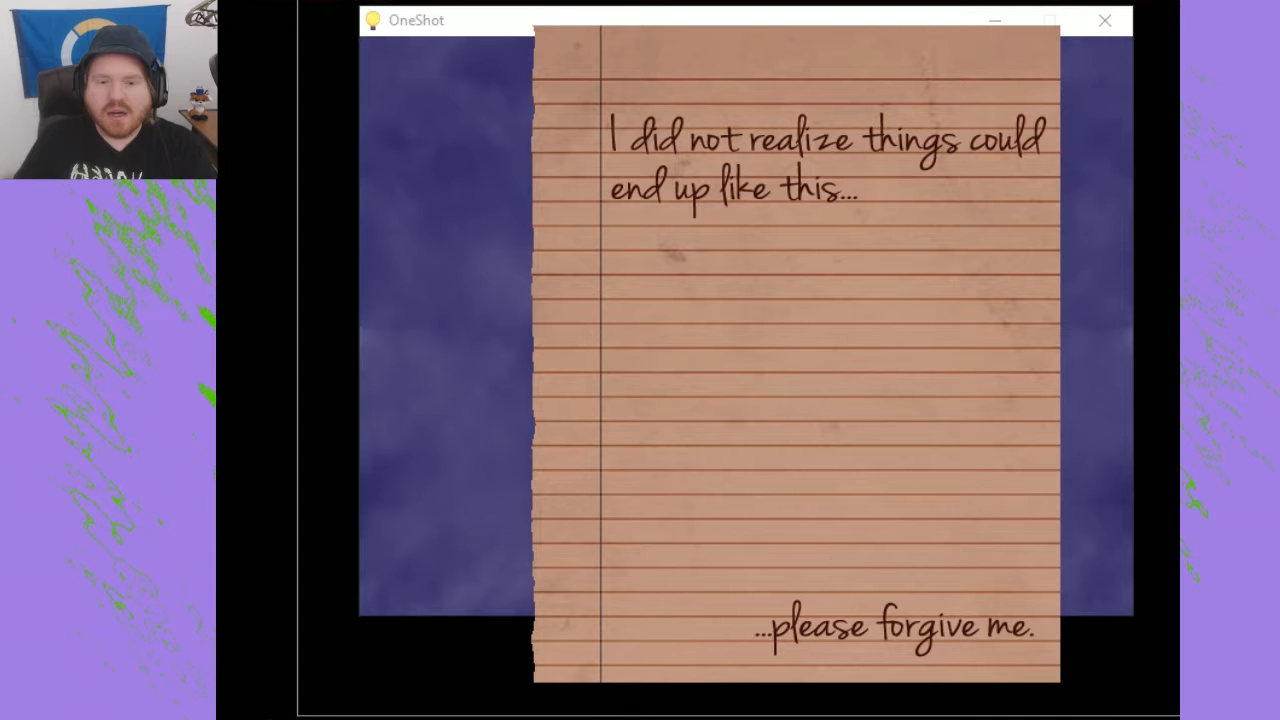 OneShot
I did not realize things could
end up like this...
...please forgive me.